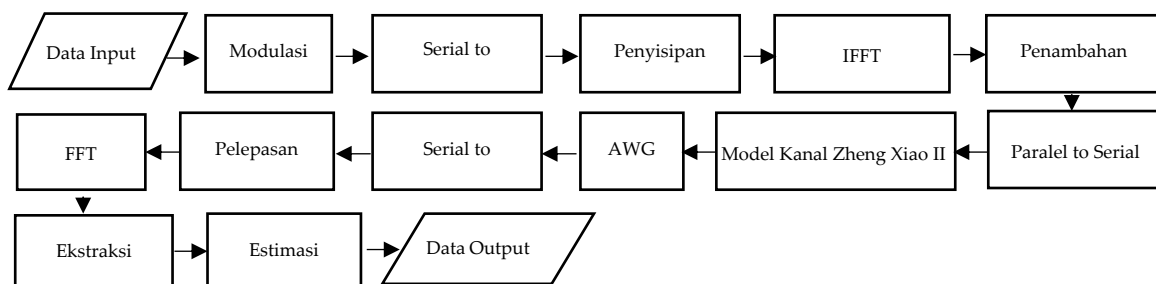 Data Input
Modulasi
Serial to
Penyisipan
IFFT
Penambahan
FFT
Pelepasan
Serial to
AWG
Model Kanal Zheng Xiao II
Paralel to Serial
Ekstraksi
Estimasi
Data Output